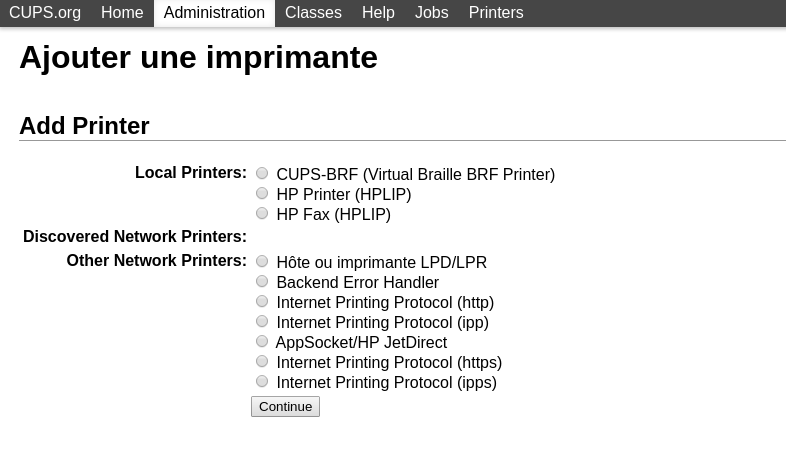 CUPS.org Home Administration Classes Help Jobs Printers
Ajouter une imprimante
Add Printer
Local Printers: CUPS-BRF (Virtual Braille BRF Printer)
HP Printer (HPLIP)
HP Fax (HPLIP)
Discovered Network Printers:
Other Network Printers: Hôte ou imprimante LPD/LPR
Backend Error Handler
Internet Printing Protocol (http)
Internet Printing Protocol (ipp)
AppSocket/HP JetDirect
Internet Printing Protocol (https)
Internet Printing Protocol (ipps)
Continue